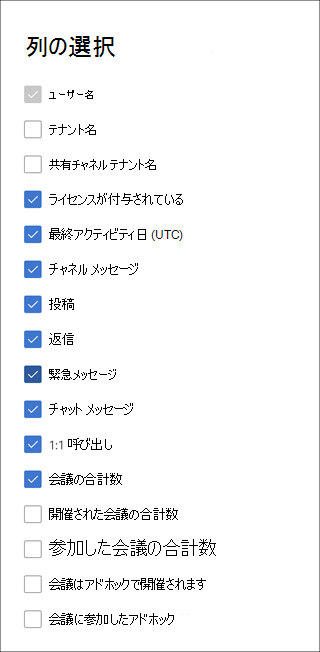 列の選択
ユーザー名
テナント名
共有チャネル テナント名
ライセンスが付与されている
最終アクティビティ日 (UTC)
チャネル メッセージ
投稿
返信
緊急メッセージ
チャット メッセージ
1:1 呼び出し
会議の合計数
開催された会議の合計数
参加した会議の合計数
会議はアドホックで開催されます
会議に参加したアドホック